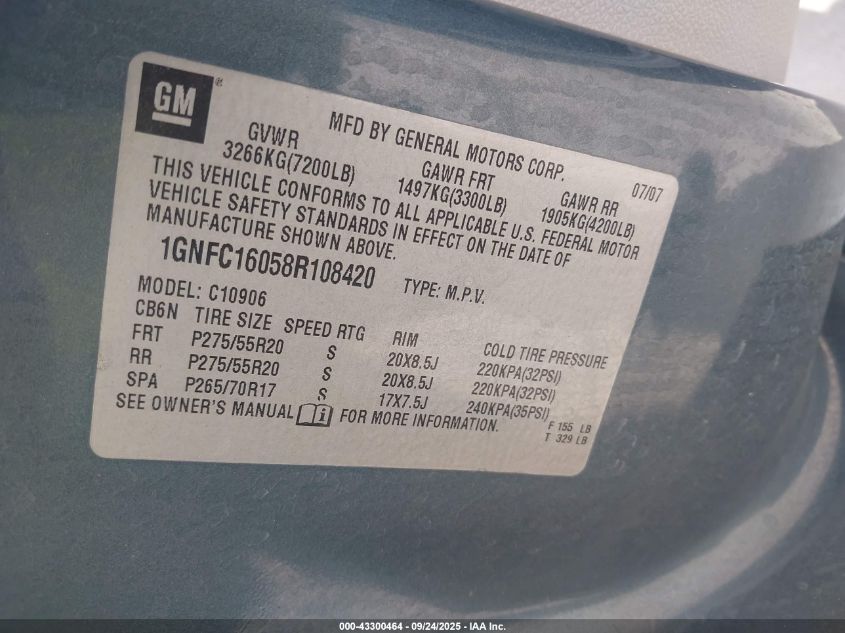 GM®
MFD BY GENERAL MOTORS CORP. 07/07
GVWR GAWR FRT GAWR RR
3266KG(7200LB) 1497KG(3300LB) 1905KG(4200LB)
THIS VEHICLE CONFORMS TO ALL APPLICABLE U.S. FEDERAL MOTOR
VEHICLE SAFETY STANDARDS IN EFFECT ON THE DATE OF
MANUFACTURE SHOWN ABOVE.
1GNFC16058R108420 TYPE: M.P.V.
MODEL: C10906
CB6N TIRE SIZE SPEED RTG RIM COLD TIRE PRESSURE
FRT P275/55R20 S 20X8.5J 220KPA(32PSI)
RR P275/55R20 S 20X8.5J 220KPA(32PSI)
SPA P265/70R17 S 17X7.5J 240KPA(35PSI)
SEE OWNER'S MANUAL i FOR MORE INFORMATION.
F 155 LB
T 329 LB
000-43300464 - 09/24/2025 - IAA Inc.